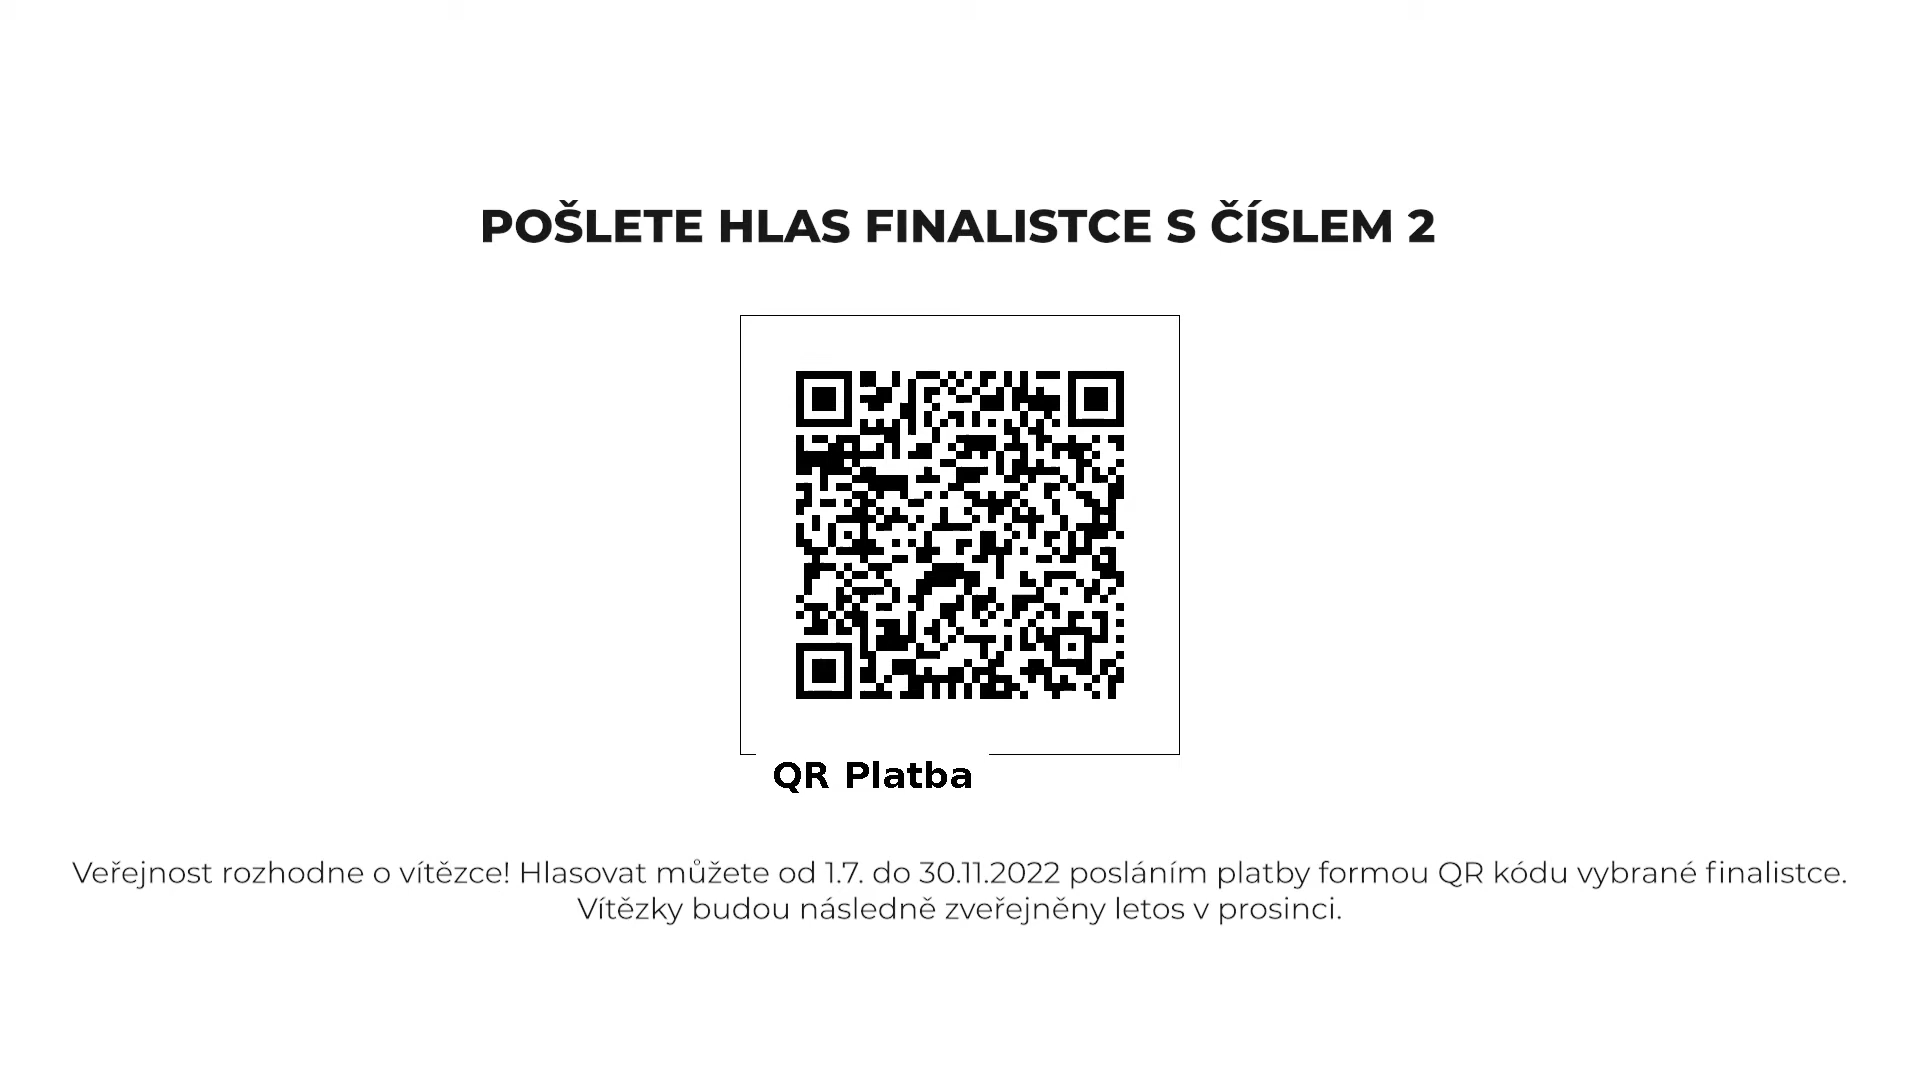 POŠLETE HLAS FINALISTCE S ČÍSLEM 2
QR Platba
Veřejnost rozhodne o vítězce! Hlasovat můžete od 1.7. do 30.11.2022 posláním platby formou QR kódu vybrané finalistce.
Vítězky budou následně zveřejněny letos v prosinci.